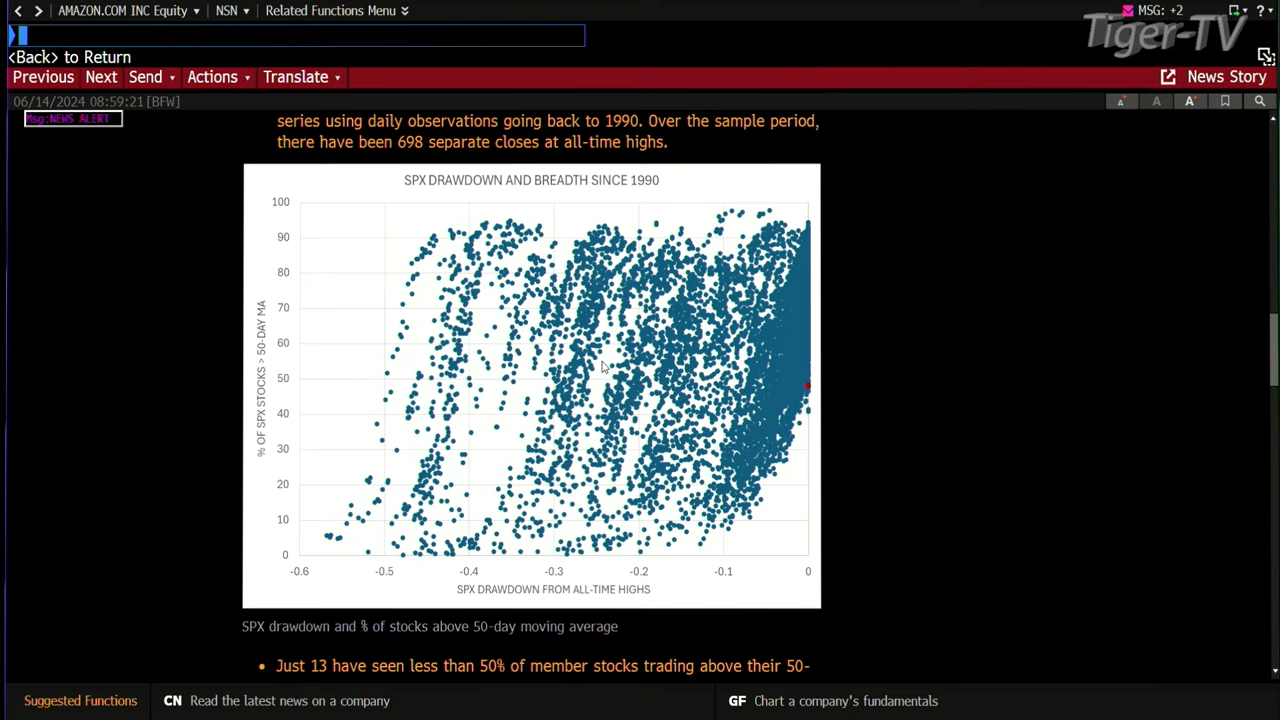 AMAZON.COM INC Equity NSN Related Functions Menu MSG: +2 ?
Tiger-TV
<Back> to Return
Previous Next Send Actions Translate News Story
06/14/2024 08:59:21[BFW] A A A
Msg:NEWS ALERT
series using daily observations going back to 1990. Over the sample period,
there have been 698 separate closes at all-time highs.
SPX DRAWDOWN AND BREADTH SINCE 1990
% OF SPX STOCKS > 50-DAY MA
100
90
80
70
60
50
40
30
20
10
0
-0.6 -0.5 -0.4 -0.3 -0.2 -0.1 0
SPX DRAWDOWN FROM ALL-TIME HIGHS
SPX drawdown and % of stocks above 50-day moving average
• Just 13 have seen less than 50% of member stocks trading above their 50-
Suggested Functions CN Read the latest news on a company GF Chart a company's fundamentals